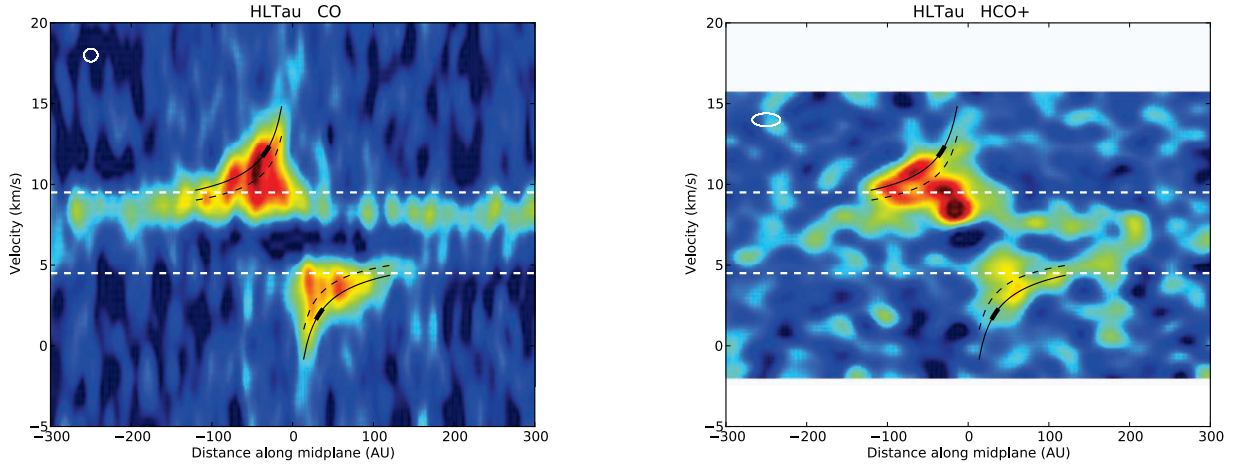 HLTau CO
20
15
10
5
0
−5
Velocity (km/s)
−300 −200 −100 0 100 200 300
Distance along midplane (AU)
HLTau HCO+
20
15
10
5
0
−5
Velocity (km/s)
−300 −200 −100 0 100 200 300
Distance along midplane (AU)